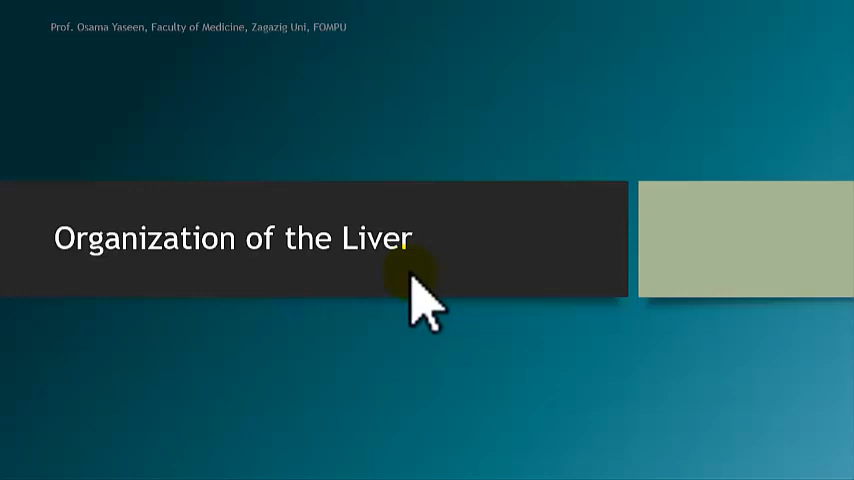 Prof. Osama Yaseen, Faculty of Medicine, Zagazig Uni, FOMPU
Organization of the Liver